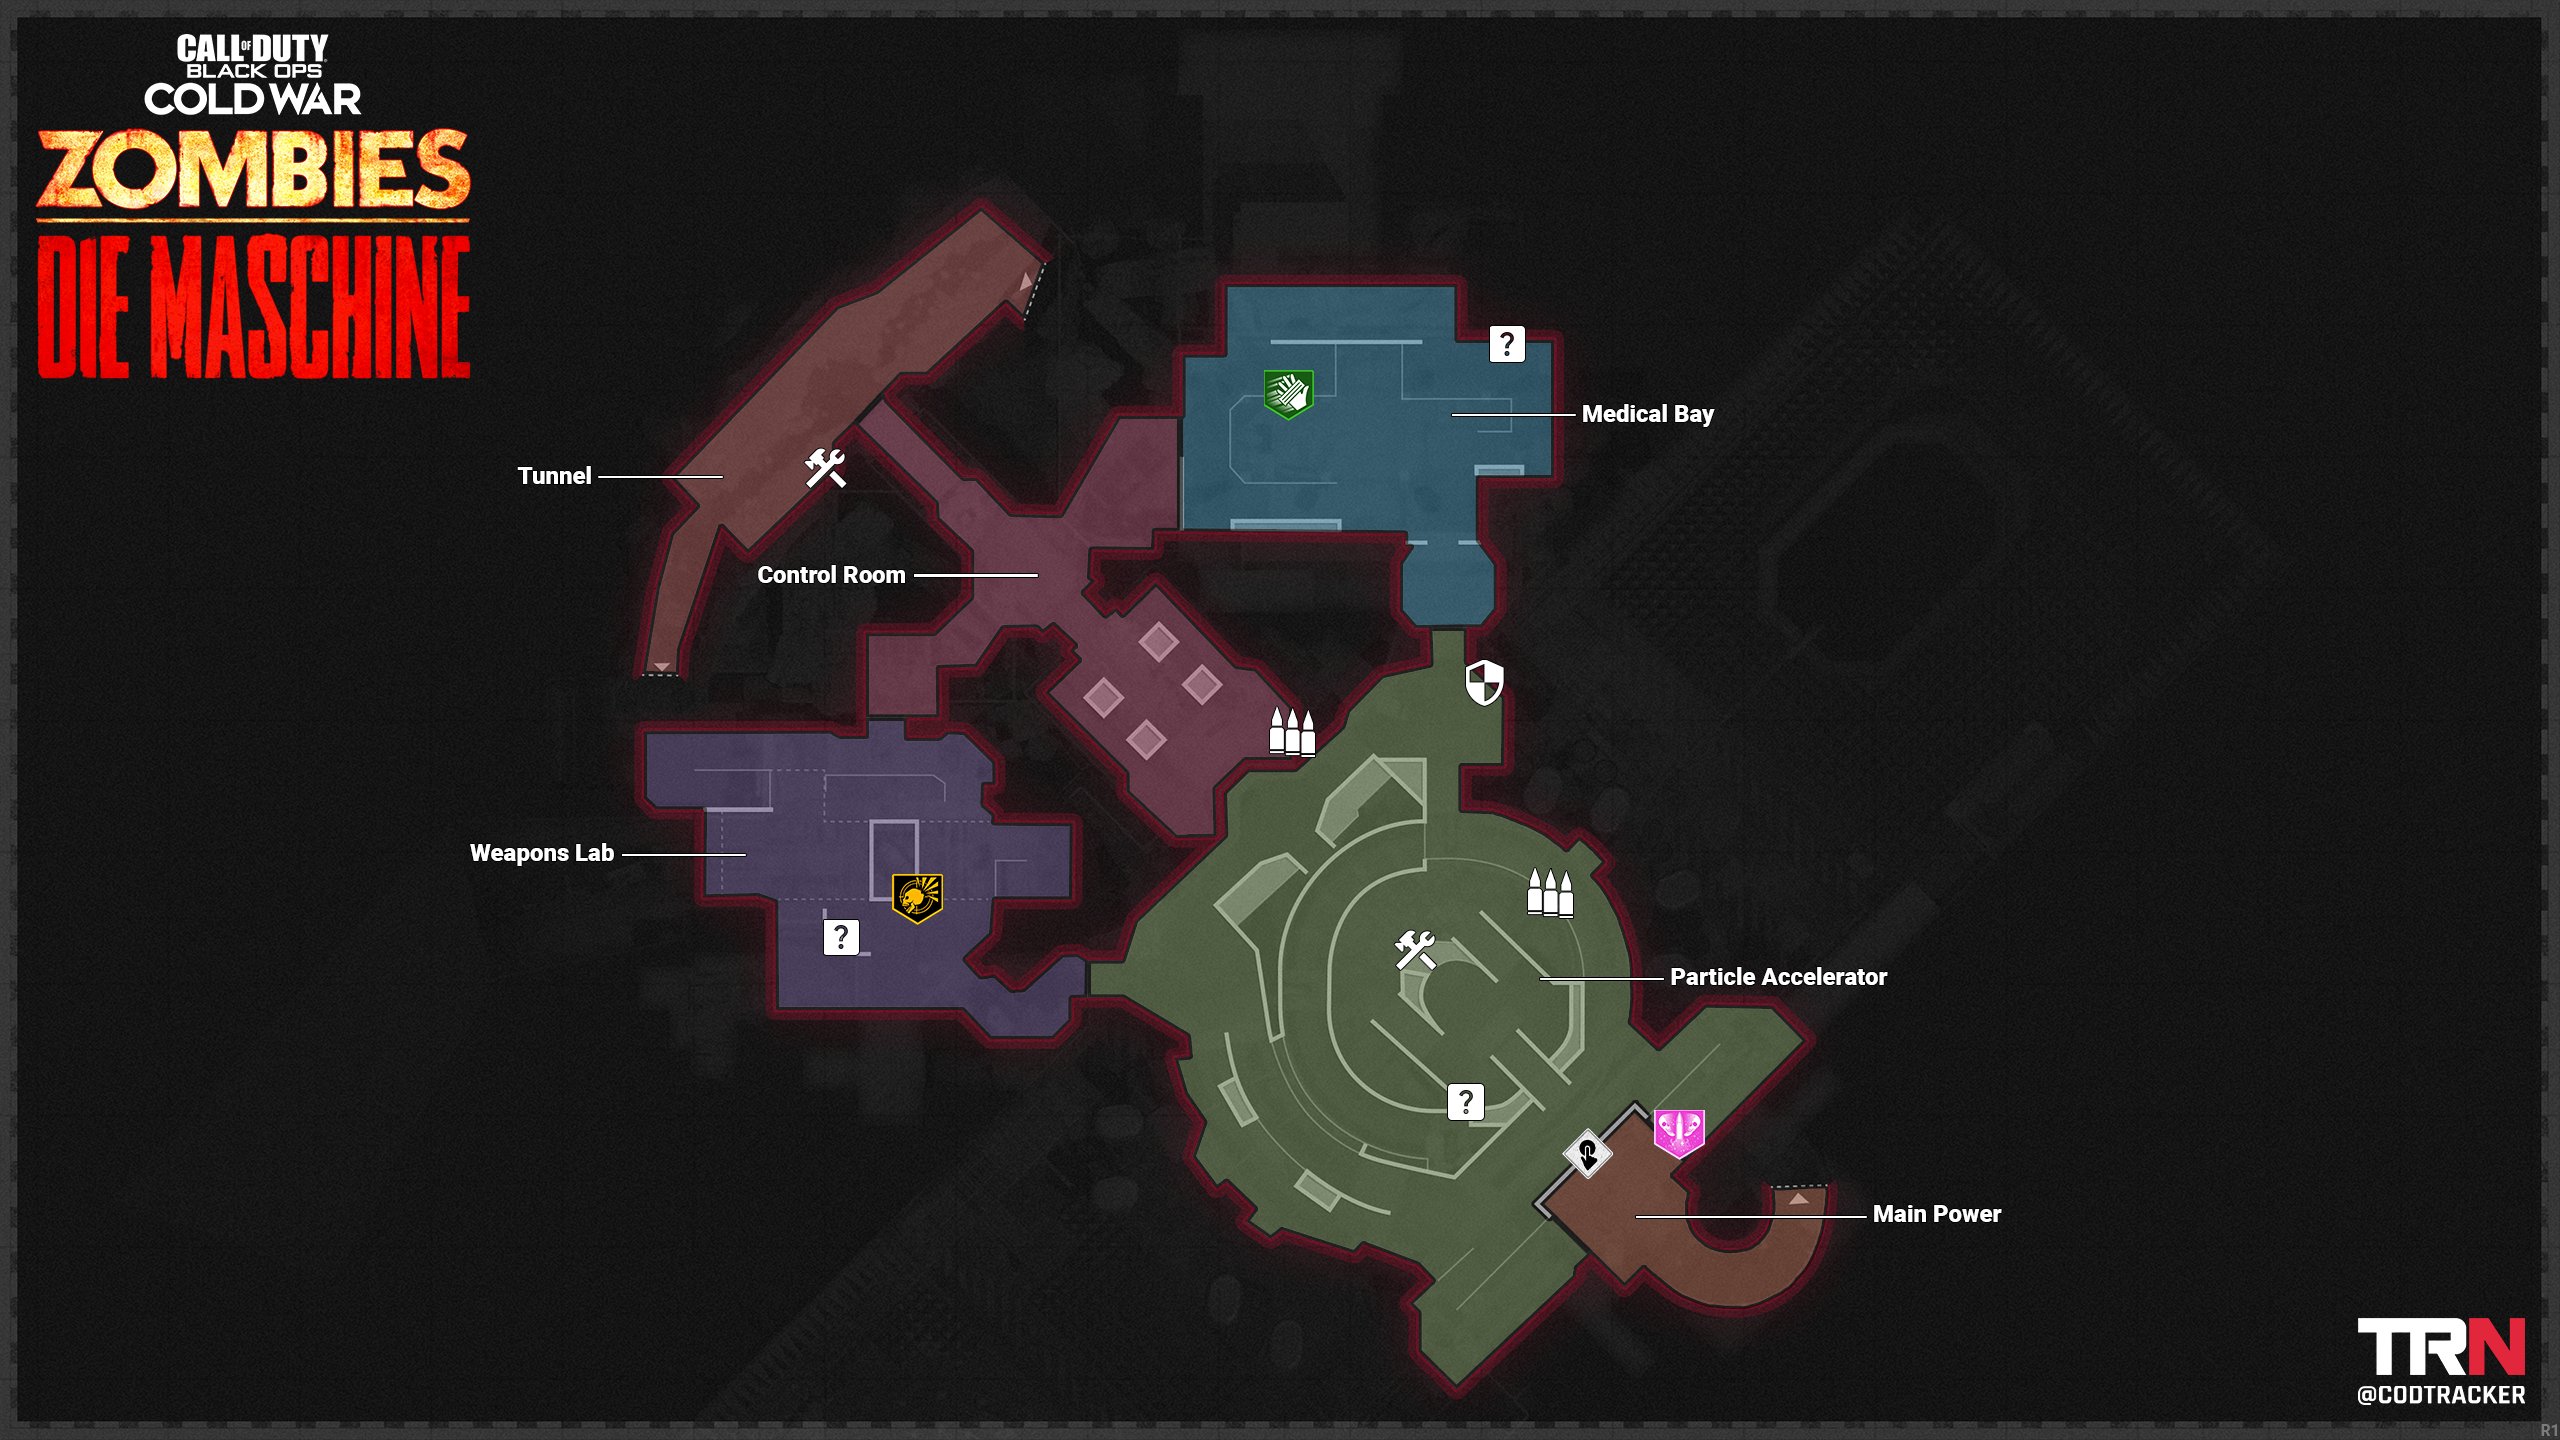 CALL OF DUTY
BLACK OPS
COLD WAR
ZOMBIES
DIE MASCHINE
?
Medical Bay
Tunnel
Control Room
Weapons Lab
?
Particle Accelerator
?
Main Power
TRN
@CODTRACKER
R1